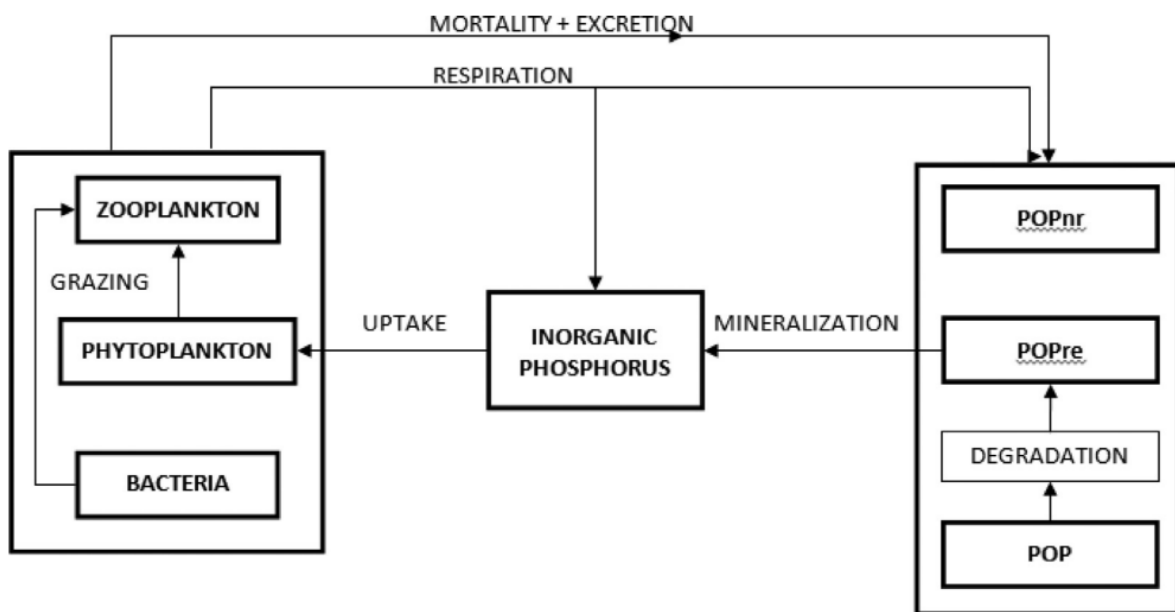 MORTALITY + EXCRETION
RESPIRATION
ZOOPLANKTON
GRAZING
PHYTOPLANKTON
BACTERIA
UPTAKE
INORGANIC
PHOSPHORUS
MINERALIZATION
POPnr
POPre
DEGRADATION
POP